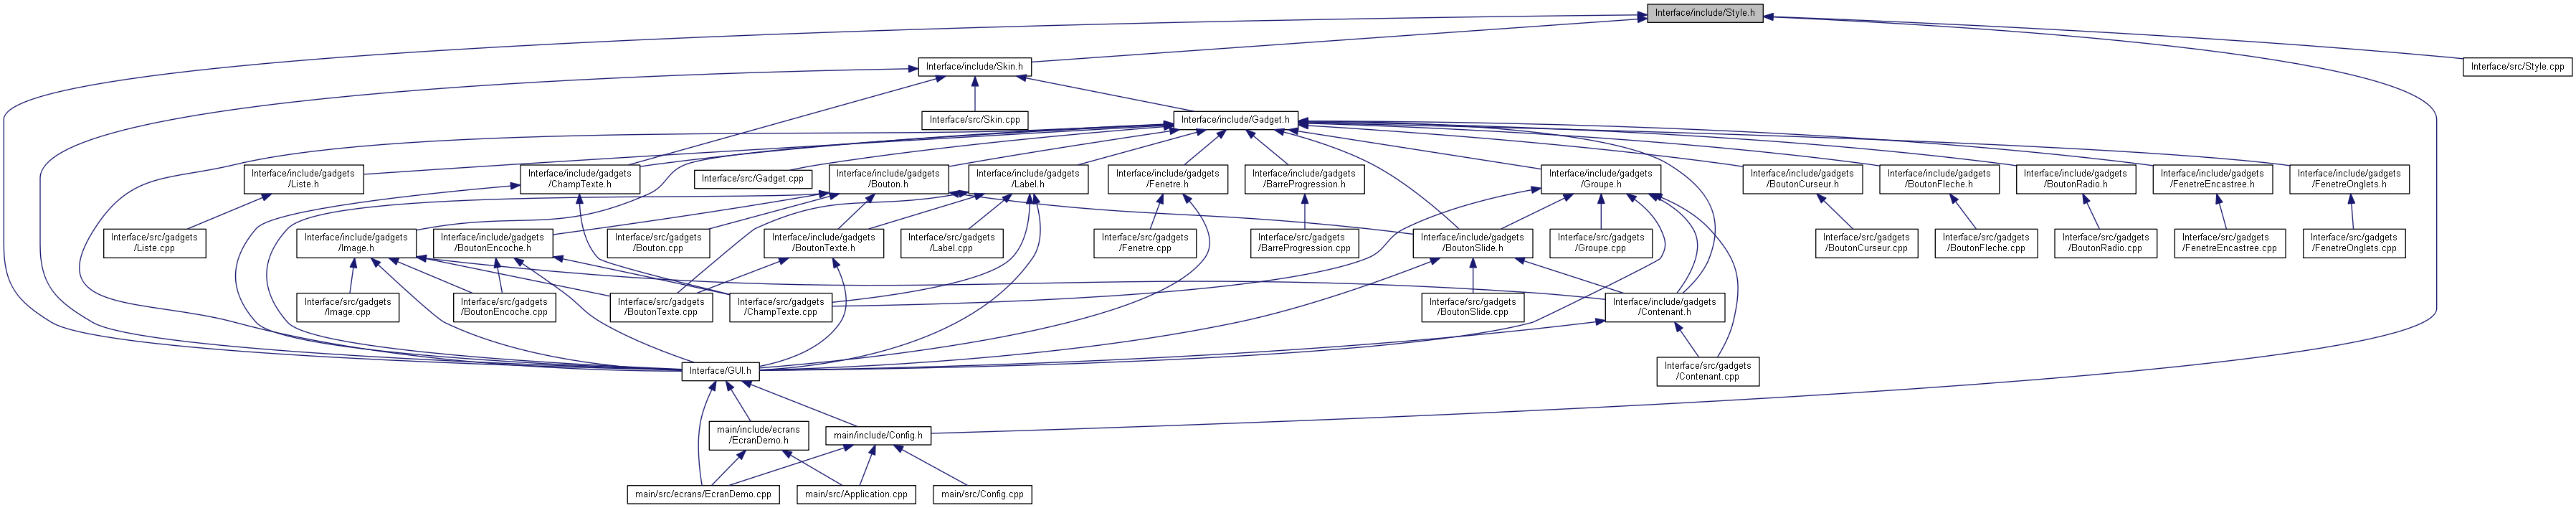 Interface/include/Style.h
Interface/include/Skin.h
Interface/src/Style.cpp
Interface/src/Skin.cpp
Interface/include/Gadget.h
Interface/include/gadgets
/Liste.h
Interface/include/gadgets
/ChampTexte.h
Interface/src/Gadget.cpp
Interface/include/gadgets
/Bouton.h
Interface/include/gadgets
/Label.h
Interface/include/gadgets
/Fenetre.h
Interface/include/gadgets
/BarreProgression.h
Interface/include/gadgets
/Groupe.h
Interface/include/gadgets
/BoutonCurseur.h
Interface/include/gadgets
/BoutonFleche.h
Interface/include/gadgets
/BoutonRadio.h
Interface/include/gadgets
/FenetreEncastree.h
Interface/include/gadgets
/FenetreOnglets.h
Interface/src/gadgets
/Liste.cpp
Interface/include/gadgets
/Image.h
Interface/include/gadgets
/BoutonEncoche.h
Interface/src/gadgets
/Bouton.cpp
Interface/include/gadgets
/BoutonTexte.h
Interface/src/gadgets
/Label.cpp
Interface/src/gadgets
/Fenetre.cpp
Interface/src/gadgets
/BarreProgression.cpp
Interface/include/gadgets
/BoutonSlide.h
Interface/src/gadgets
/Groupe.cpp
Interface/src/gadgets
/BoutonCurseur.cpp
Interface/src/gadgets
/BoutonFleche.cpp
Interface/src/gadgets
/BoutonRadio.cpp
Interface/src/gadgets
/FenetreEncastree.cpp
Interface/src/gadgets
/FenetreOnglets.cpp
Interface/src/gadgets
/Image.cpp
Interface/src/gadgets
/BoutonEncoche.cpp
Interface/src/gadgets
/BoutonTexte.cpp
Interface/src/gadgets
/ChampTexte.cpp
Interface/src/gadgets
/BoutonSlide.cpp
Interface/include/gadgets
/Contenant.h
Interface/GUI.h
Interface/src/gadgets
/Contenant.cpp
main/include/ecrans
/EcranDemo.h
main/include/Config.h
main/src/ecrans/EcranDemo.cpp
main/src/Application.cpp
main/src/Config.cpp